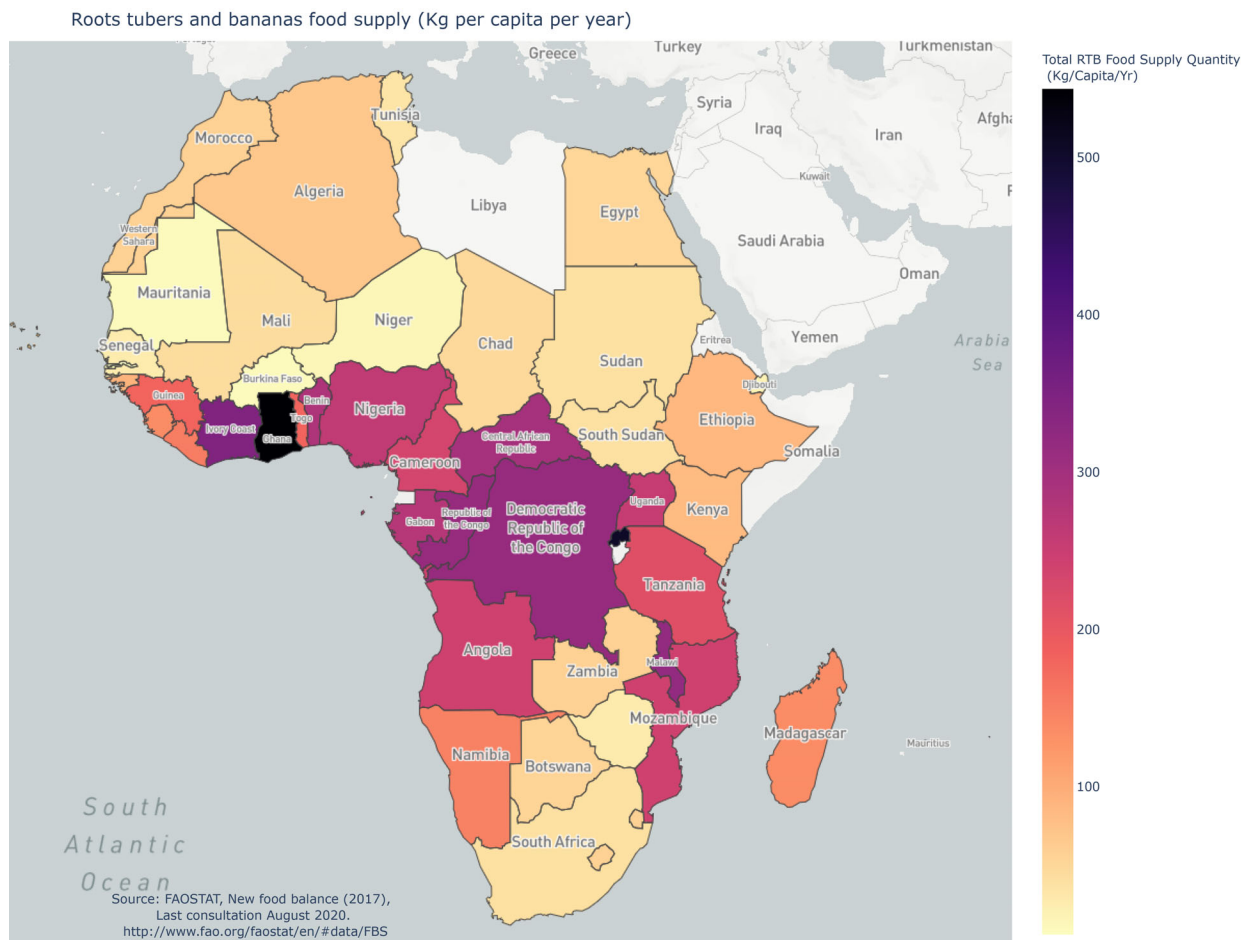 Roots tubers and bananas food supply (Kg per capita per year)
Greece
Turkey
Turkmenistan
Total RTB Food Supply Quantity
(Kg/Capita/Yr)
Tunisia
Syria
Morocco
Iraq
Iran
Afgha
500
Algeria
Libya
Kuwait
Egypt
Western
Sahara
Saudi Arabia
Oman
Mauritania
400
Mali
Niger
Chad
Yemen
Eritrea
Arabia
Sea
Senegal
Sudan
Burkina Faso
Djibouti
Guinea
Benin
Nigeria
Togo
Ivory Coast
Ghana
Ethiopia
Central African
Republic
South Sudan
Somalia
Cameroon
300
Uganda
Kenya
Gabon
Republic of
the Congo
Democratic
Republic of
the Congo
Tanzania
200
Angola
Malawi
Zambia
Mozambique
Madagascar
Mauritius
Namibia
Botswana
100
South
Atlantic
Ocean
South Africa
Source: FAOSTAT, New food balance (2017),
Last consultation August 2020.
http://www.fao.org/faostat/en/#data/FBS